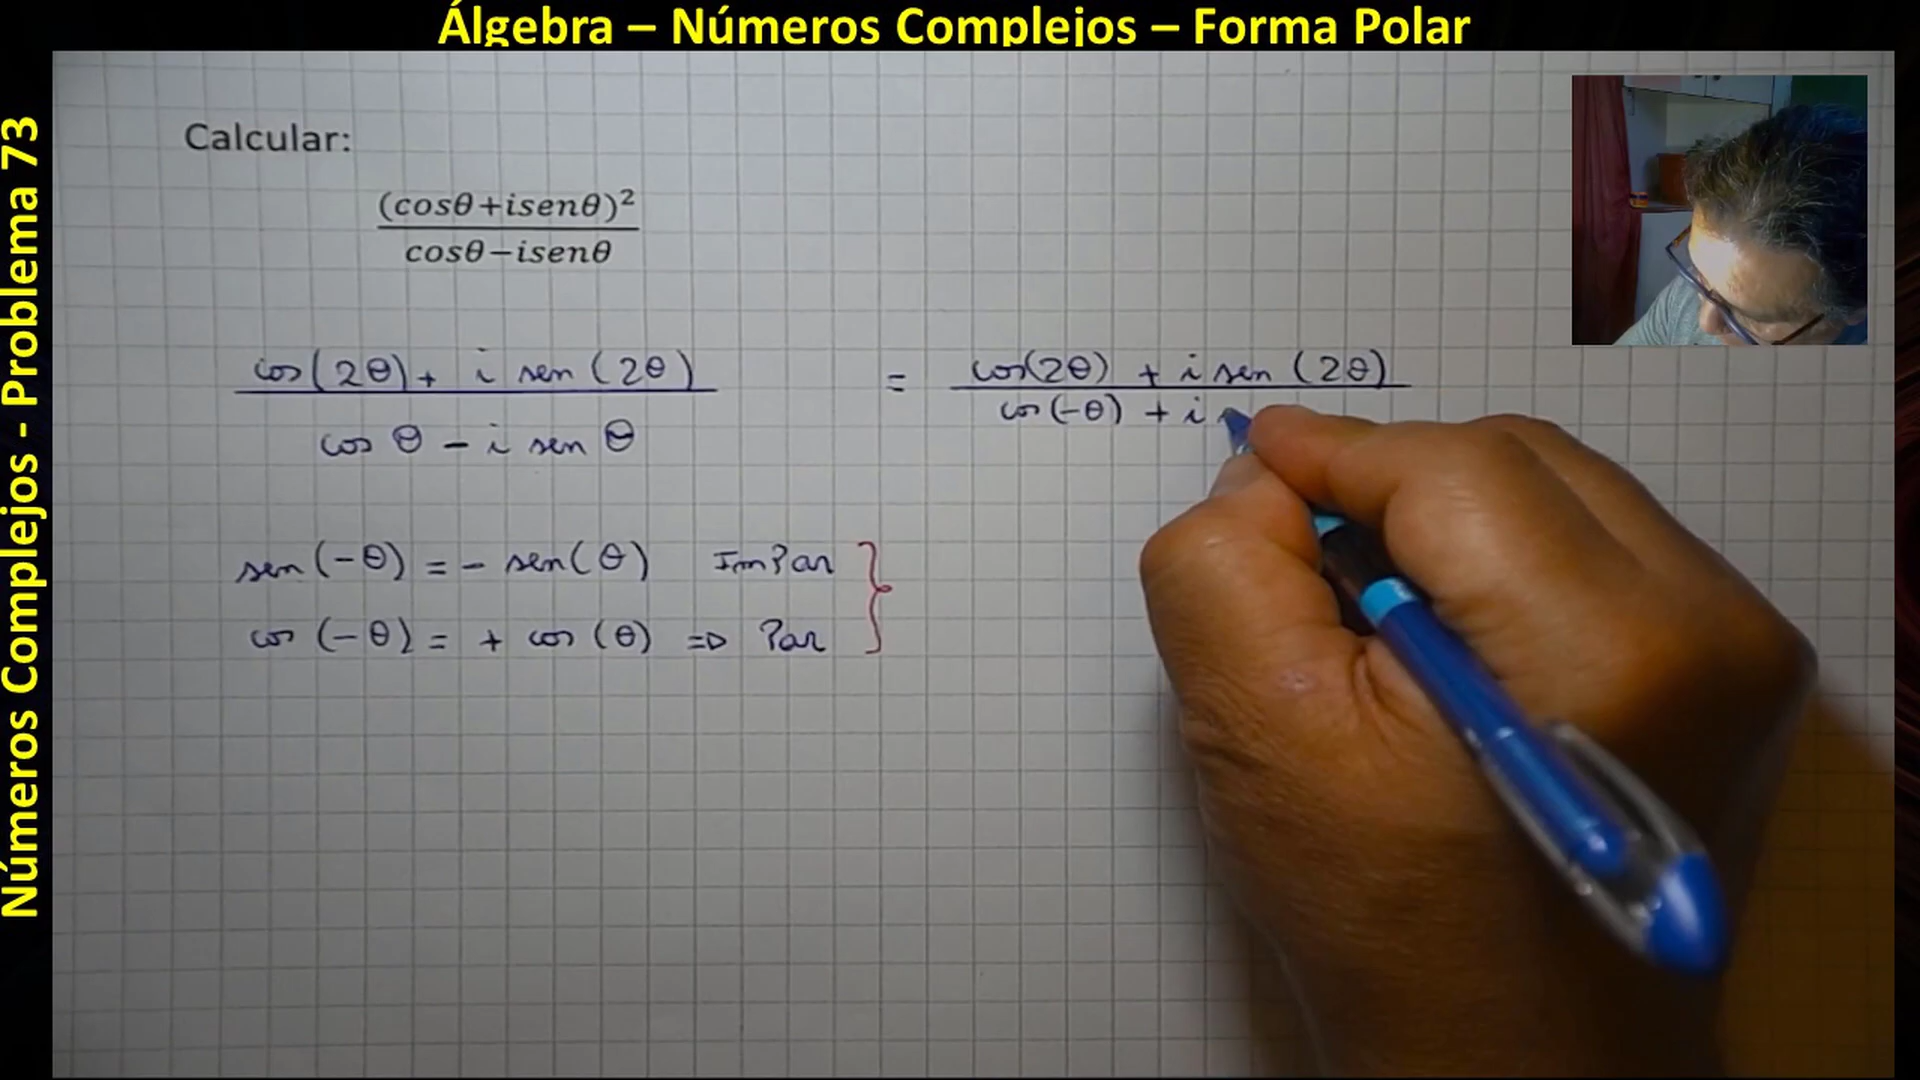 Álgebra – Números Complejos – Forma Polar
Números Complejos - Problema 73
Calcular:
(cosθ+isenθ)²
cosθ−isenθ
cos(2θ) + i sen (2θ)
cos θ − i sen θ
= cos(2θ) + i sen (2θ)
cos(−θ) + i s
sen (−θ) = − sen(θ) ImPar
cos (−θ) = + cos (θ) => Par